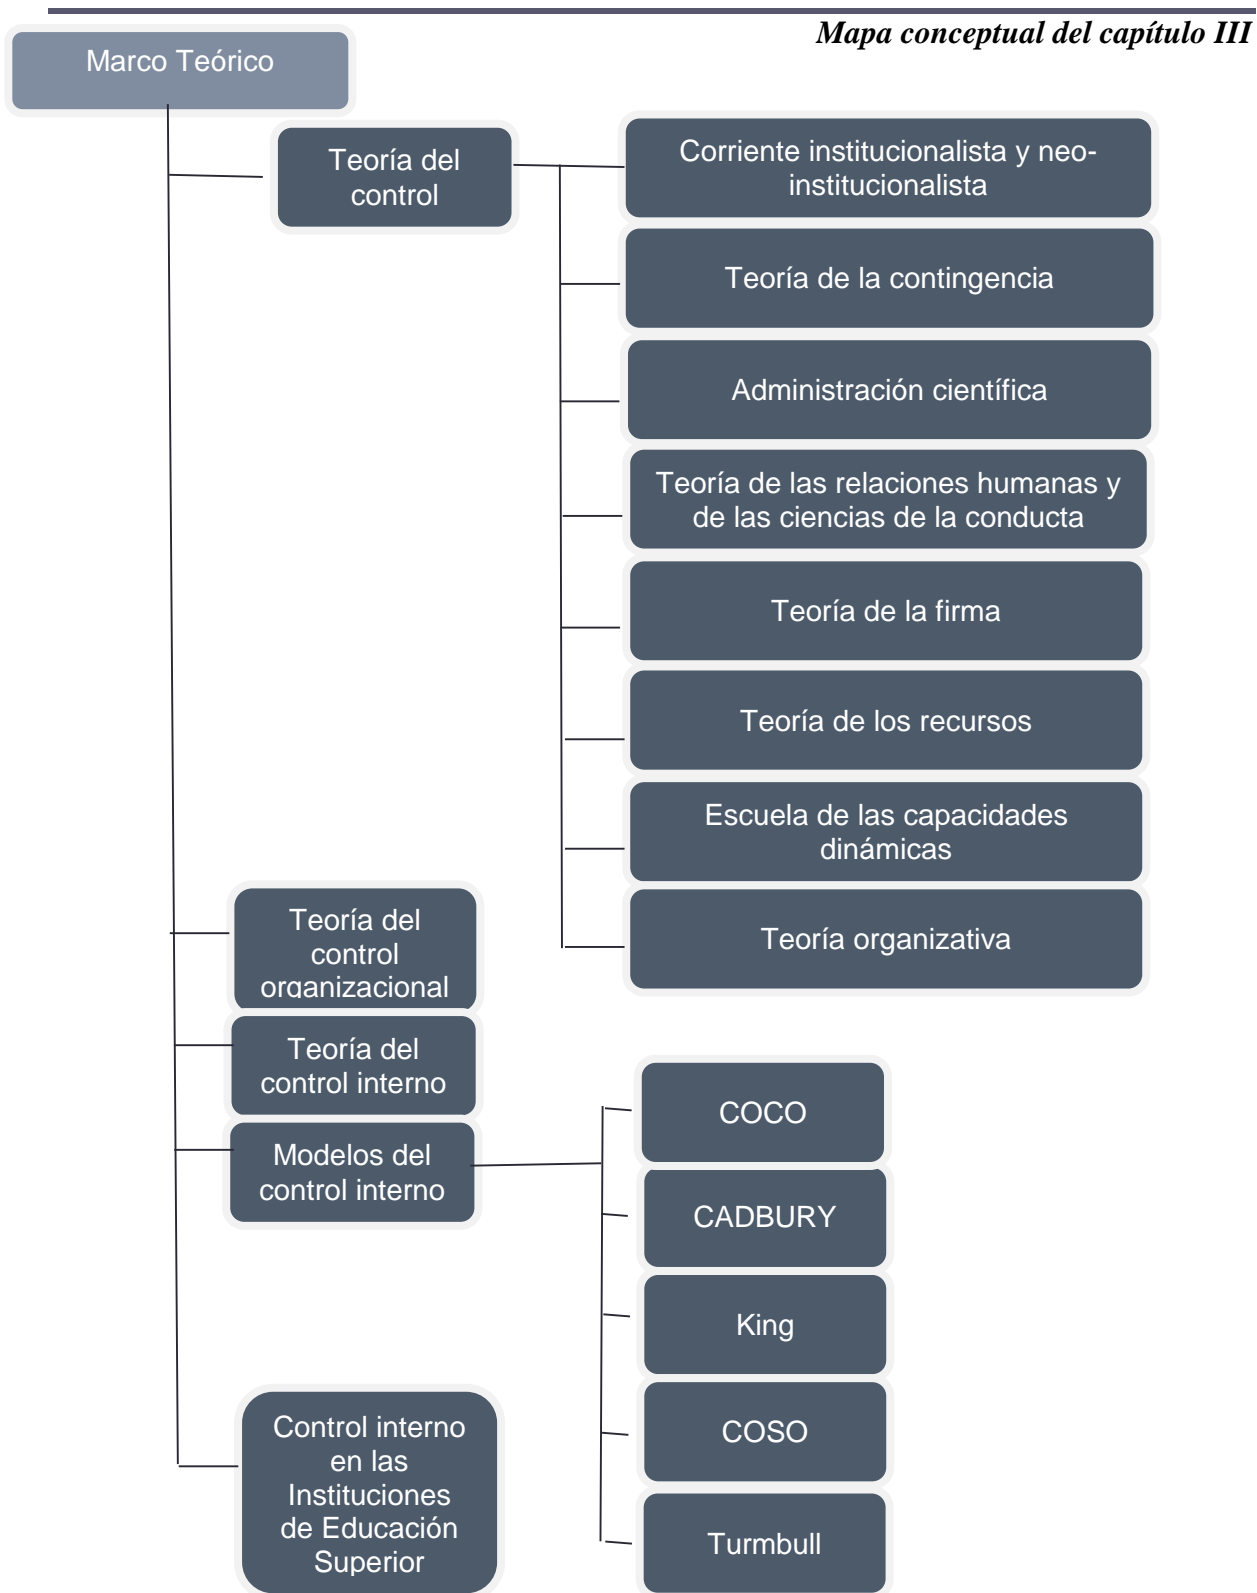 Mapa conceptual del capítulo III
Marco Teórico
Teoría del
control
Corriente institucionalista y neo-
institucionalista
Teoría de la contingencia
Administración científica
Teoría de las relaciones humanas y
de las ciencias de la conducta
Teoría de la firma
Teoría de los recursos
Escuela de las capacidades
dinámicas
Teoría organizativa
Teoría del
control
organizacional
Teoría del
control interno
Modelos del
control interno
COCO
CADBURY
King
COSO
Turmbull
Control interno
en las
Instituciones
de Educación
Superior